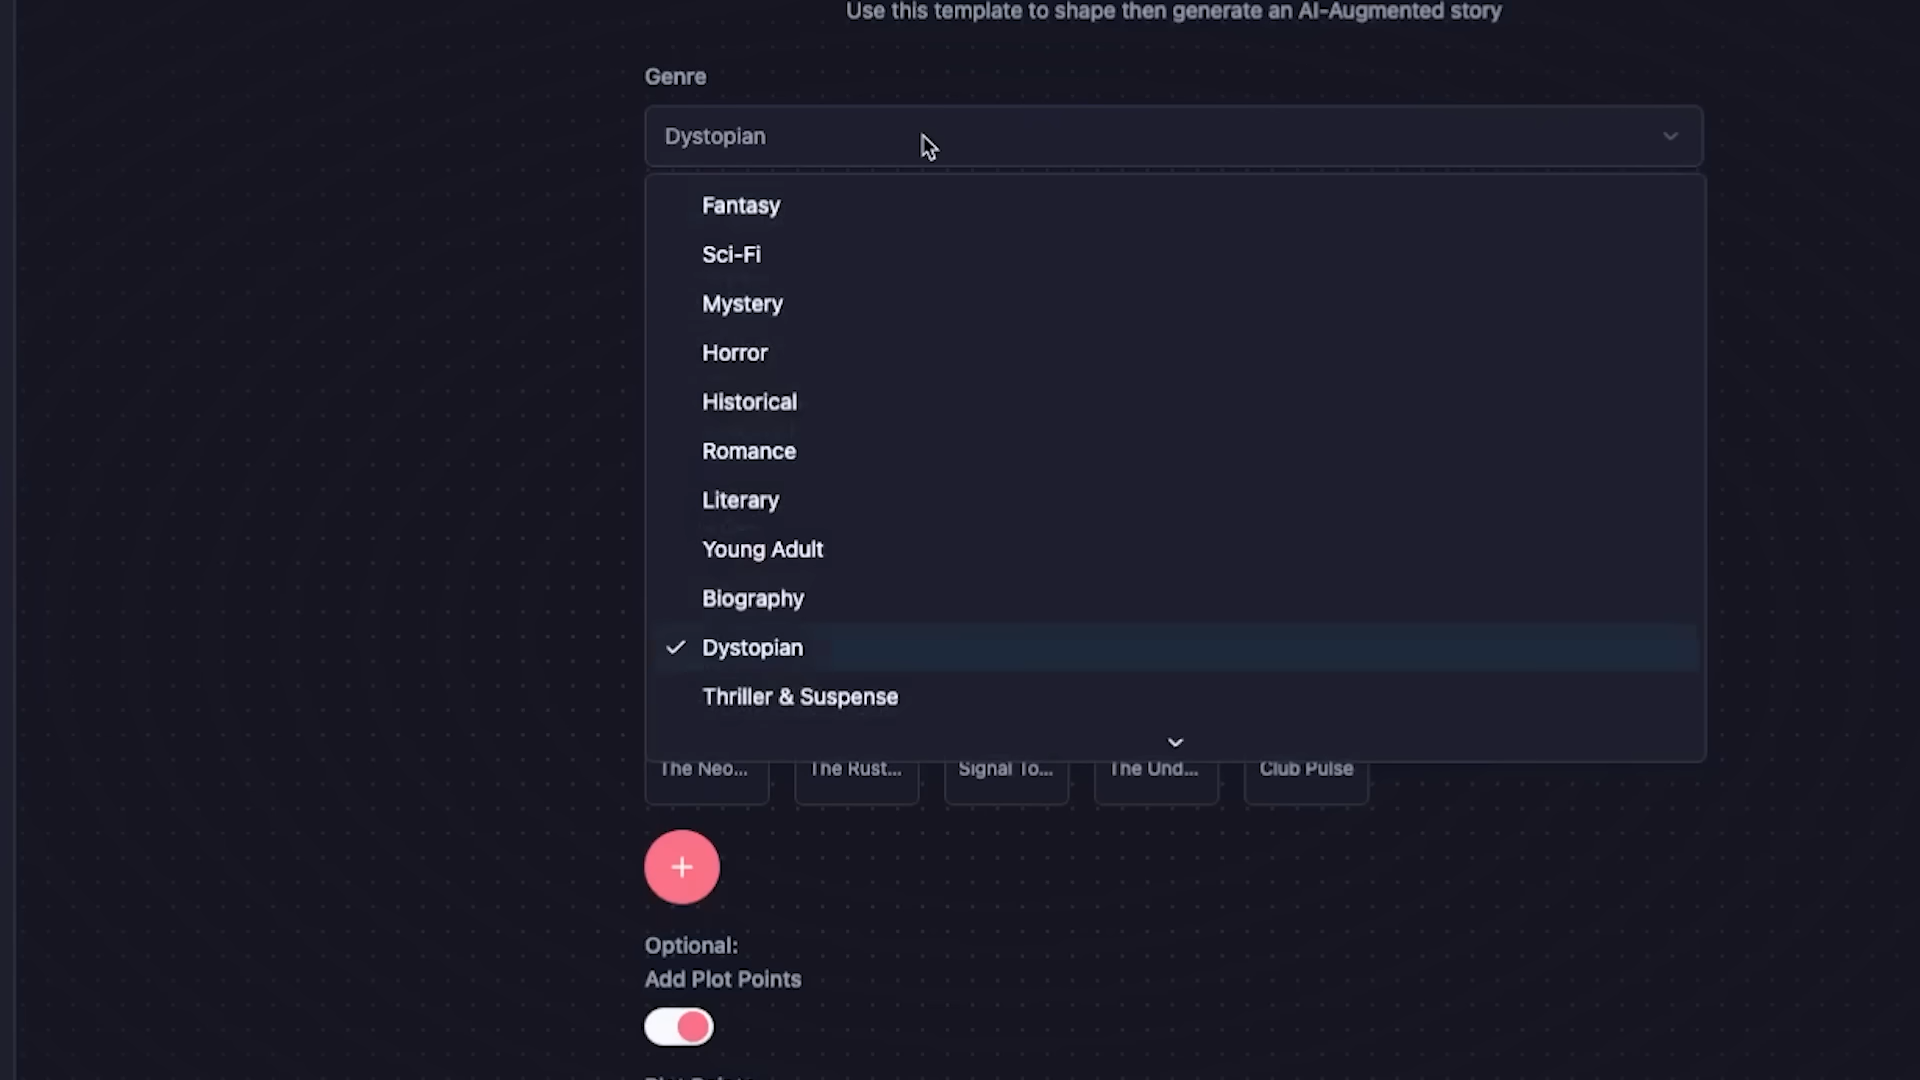 Use this template to shape then generate an AI-Augmented story
Genre
Dystopian
Fantasy
Sci-Fi
Mystery
Horror
Historical
Romance
Literary
Young Adult
Biography
Dystopian
Thriller & Suspense
The Neo... The Rust... Signal To... The Und... Club Pulse
Optional:
Add Plot Points